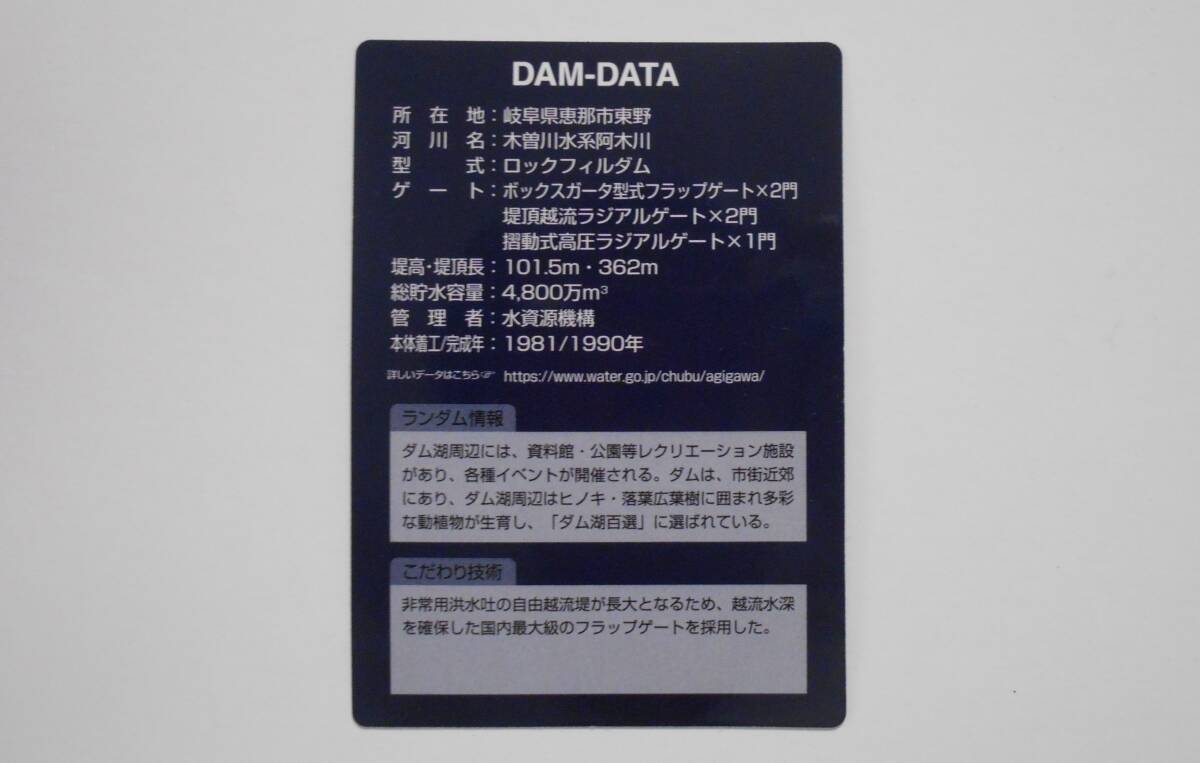 DAM-DATA
所在地：岐阜県恵那市東野
河川名：木曽川水系阿木川
型式：ロックフィルダム
ゲート：ボックスガータ型式フラップゲート×2門
堤頂越流ラジアルゲート×2門
摺動式高圧ラジアルゲート×1門
堤高・堤頂長：101.5m・362m
総貯水容量：4,800万m³
管理者：水資源機構
本体着工/完成年：1981/1990年
詳しいデータはこちら☞ https://www.water.go.jp/chubu/agigawa/
ランダム情報
ダム湖周辺には、資料館・公園等レクリエーション施設
があり、各種イベントが開催される。ダムは、市街近郊
にあり、ダム湖周辺はヒノキ・落葉広葉樹に囲まれ多彩
な動植物が生育し、「ダム湖百選」に選ばれている。
こだわり技術
非常用洪水吐の自由越流堤が長大となるため、越流水深
を確保した国内最大級のフラップゲートを採用した。